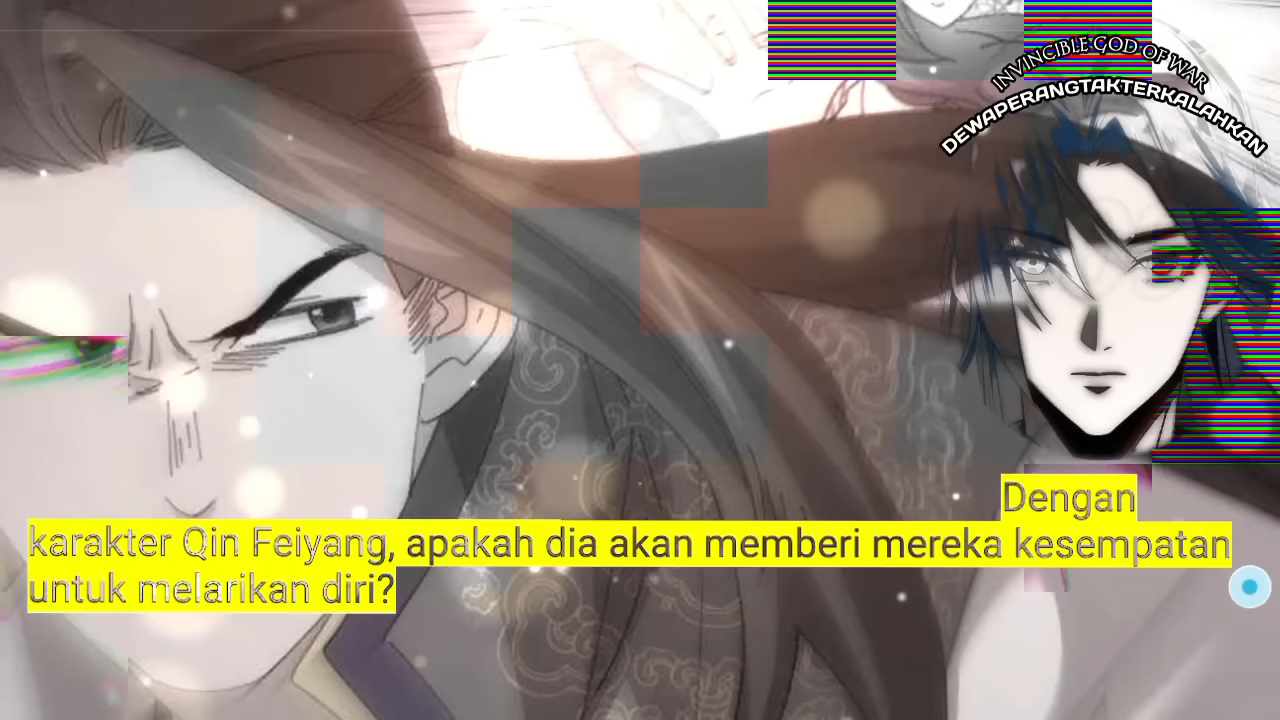 INVINCIBLE GOD OF WAR
DEWAPERANGTAKTERKALAHKAN
Dengan
karakter Qin Feiyang, apakah dia akan memberi mereka kesempatan
untuk melarikan diri?